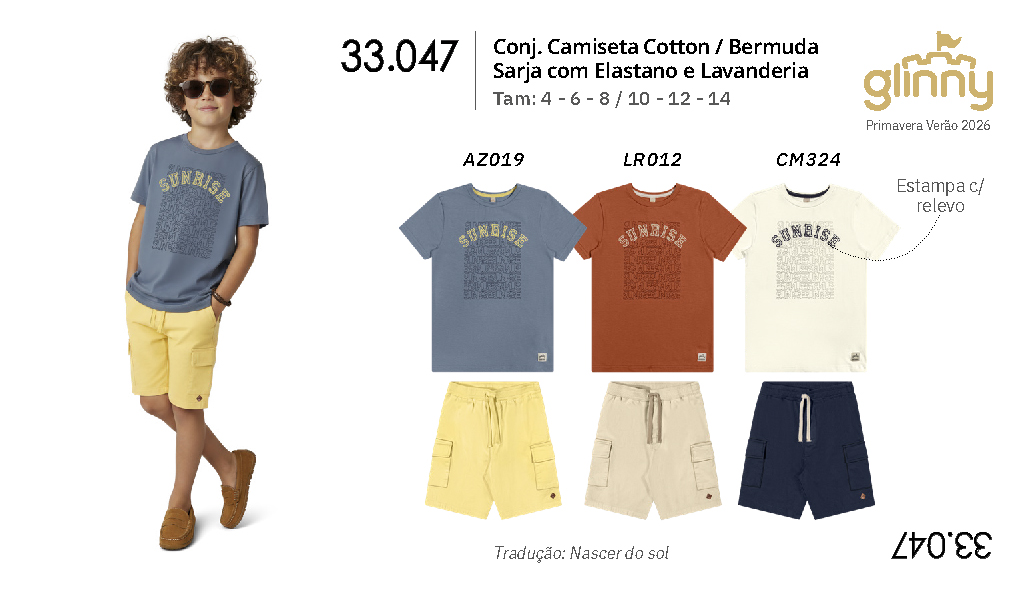 33.047
Conj. Camiseta Cotton / Bermuda
Sarja com Elastano e Lavanderia
Tam: 4 - 6 - 8 / 10 - 12 - 14
glinny
Primavera Verão 2026
AZ019
LR012
CM324
Estampa c/
relevo
SUNRISE
SUNRISE
SUNRISE
SUNRISE
Tradução: Nascer do sol
33.047